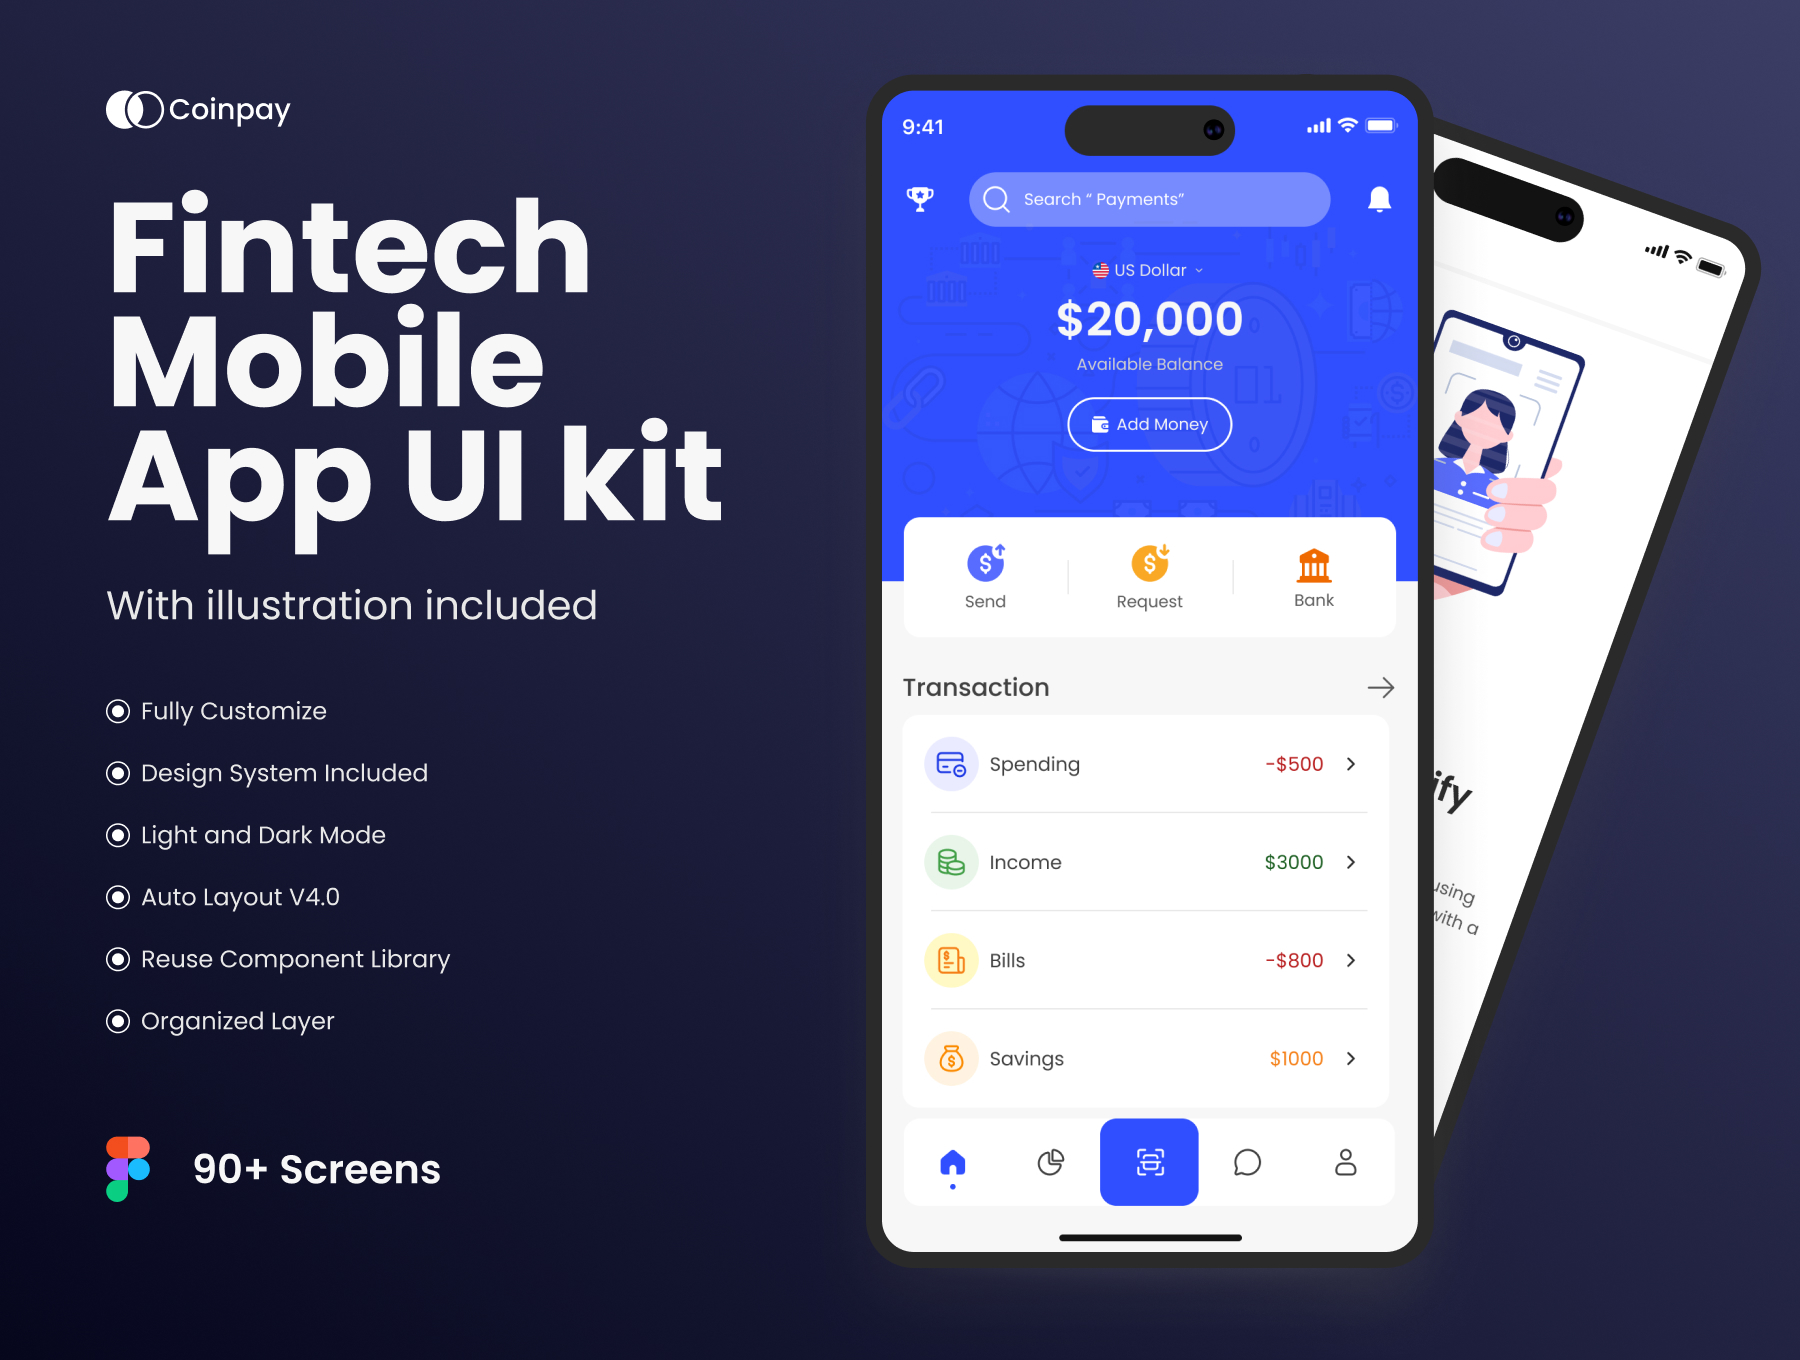 Coinpay
Fintech
Mobile
App UI kit
With illustration included
Fully Customize
Design System Included
Light and Dark Mode
Auto Layout V4.0
Reuse Component Library
Organized Layer
90+ Screens
9:41
Search “ Payments”
US Dollar
$20,000
Available Balance
Add Money
Send
Request
Bank
Transaction
Spending
-$500
Income
$3000
Bills
-$800
Savings
$1000
ify
using
with a